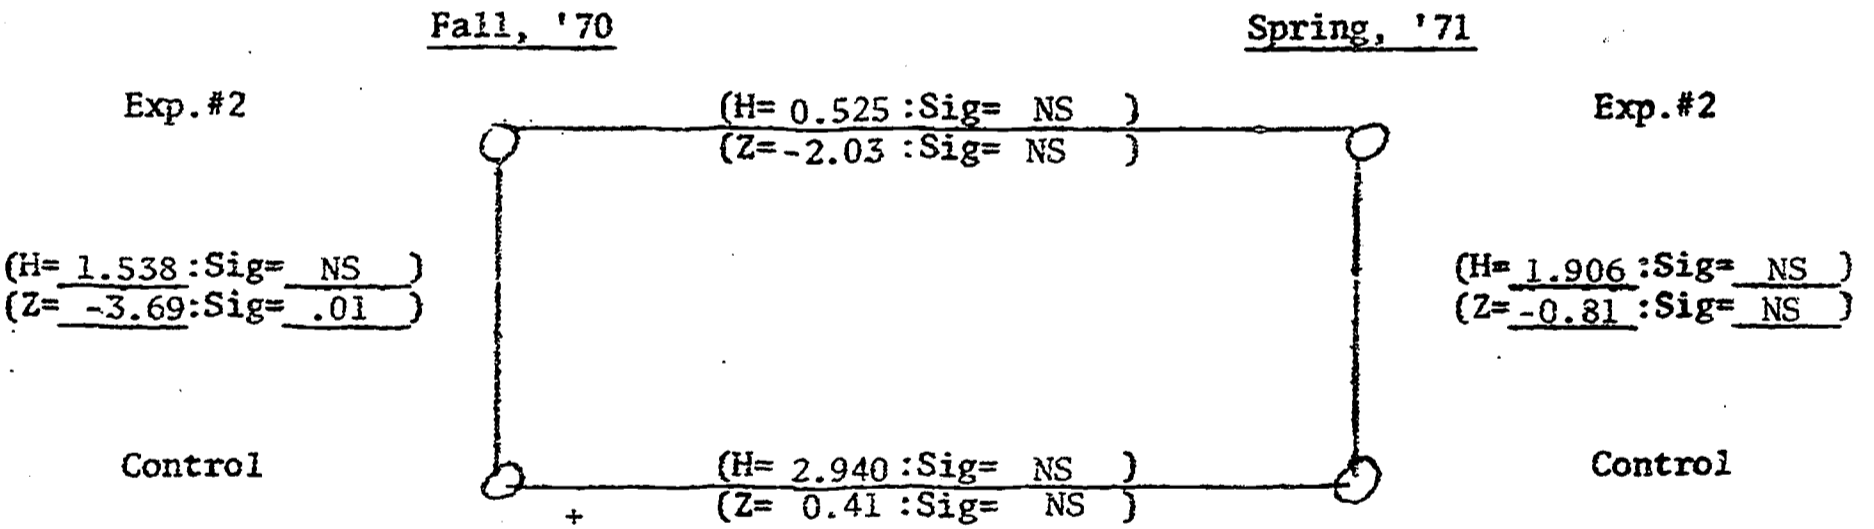 Fall, '70 Spring, '71
Exp.#2 (H= 0.525 :Sig= NS ) Exp.#2
(Z=-2.03 :Sig= NS )
(H= 1.538:Sig= NS ) (H= 1.906 :Sig= NS )
(Z= -3.69:Sig= .01 ) (Z= -0.81 :Sig= NS )
Control (H= 2.940 :Sig= NS ) Control
+ (Z= 0.41 :Sig= NS )